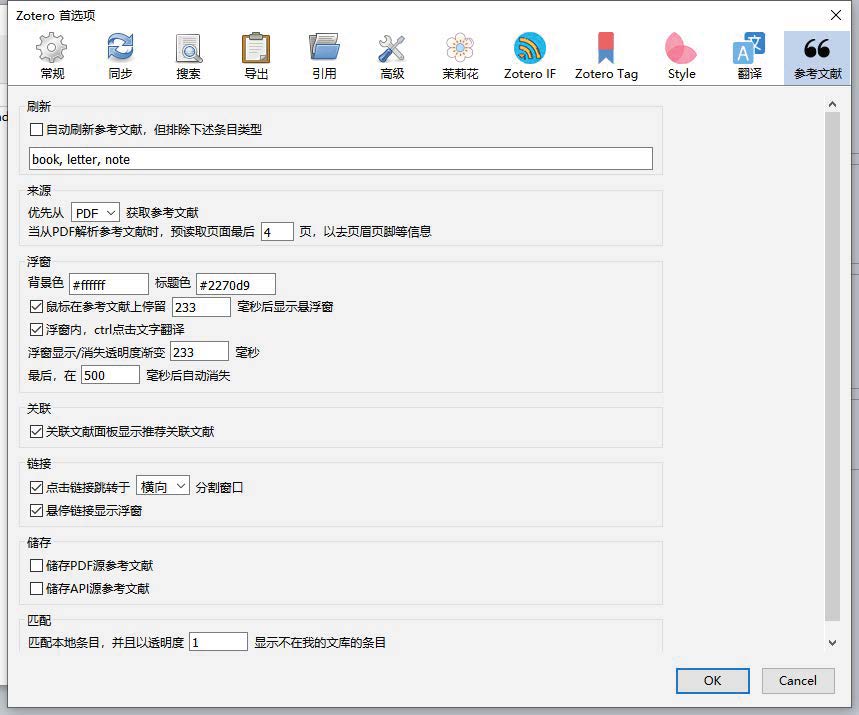 Zotero 首选项
常规 同步 搜索 导出 引用 高级 茉莉花 Zotero IF Zotero Tag Style 翻译 参考文献
刷新
自动刷新参考文献，但排除下述条目类型
book, letter, note
来源
优先从 PDF 获取参考文献
当从PDF解析参考文献时，预读取页面最后 4 页，以去页眉页脚等信息
浮窗
背景色 #ffffff 标题色 #2270d9
鼠标在参考文献上停留 233 毫秒后显示悬浮窗
浮窗内，ctrl点击文字翻译
浮窗显示/消失透明度渐变 233 毫秒
最后，在 500 毫秒后自动消失
关联
关联文献面板显示推荐关联文献
链接
点击链接跳转于 横向 分割窗口
悬停链接显示浮窗
储存
储存PDF源参考文献
储存API源参考文献
匹配
匹配本地条目，并且以透明度 1 显示不在我的文库的条目
OK Cancel